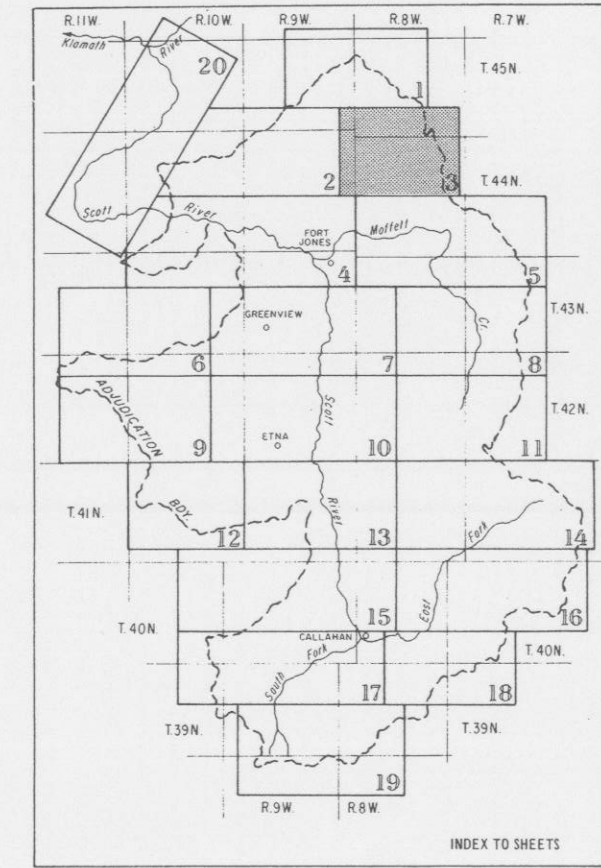 R.11W. R.10W. R.9W. R.8W. R.7W.
Klamath River
T.45N.
20
1
2
3
T.44N.
Scott River
FORT JONES
Moffett Cr.
4
5
GREENVIEW
T.43N.
6
7
8
Scott River
T.42N.
ADJUDICATION BDY.
ETNA
9
10
11
T.41N.
12
13
14
East Fork
15
16
T.40N.
CALLAHAN
T.40N.
South Fork
17
18
T.39N.
T.39N.
19
R.9W. R.8W.
INDEX TO SHEETS